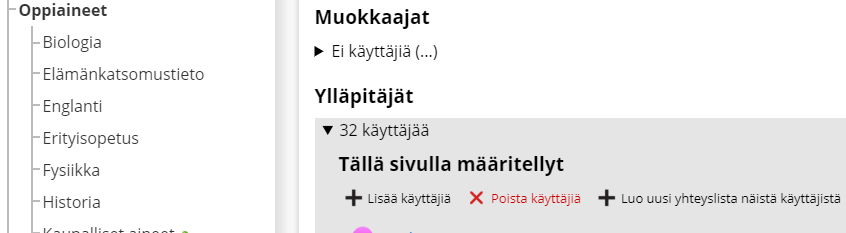 Oppiaineet
Biologia
Elämänkatsomustieto
Englanti
Erityisopetus
Fysiikka
Historia
Kaupalliset aineet
Muokkaajat
Ei käyttäjiä (...)
Ylläpitäjät
32 käyttäjää
Tällä sivulla määritellyt
Lisää käyttäjiä
Poista käyttäjiä
Luo uusi yhteyslista näistä käyttäjistä